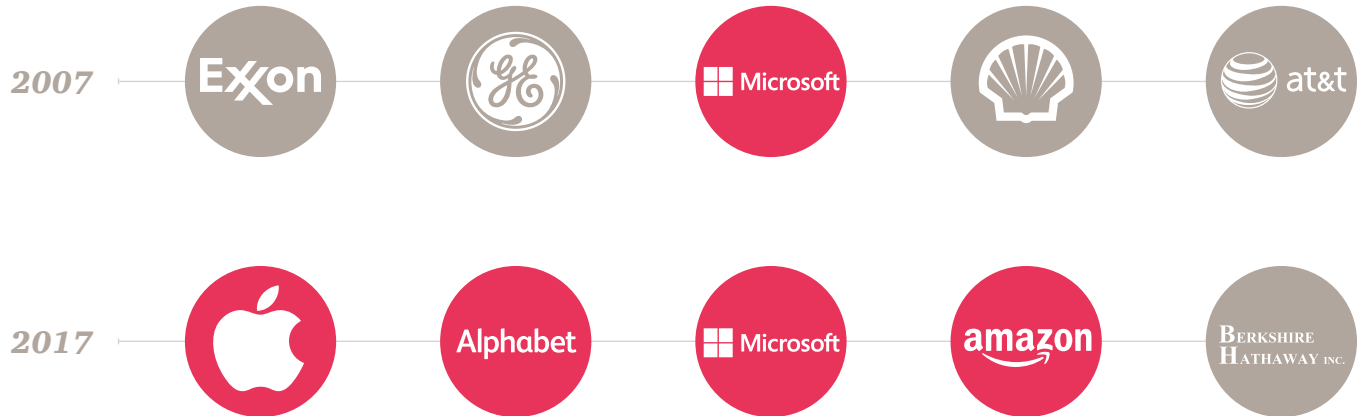 2007
Exxon
GE
Microsoft
at&t
2017
Alphabet
Microsoft
amazon
BERKSHIRE
HATHAWAY INC.